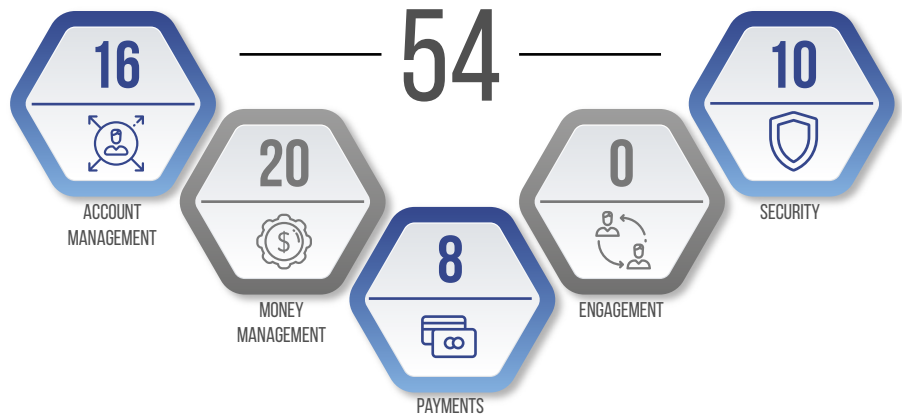 54
16
ACCOUNT
MANAGEMENT
20
$
MONEY
MANAGEMENT
8
PAYMENTS
0
ENGAGEMENT
10
SECURITY